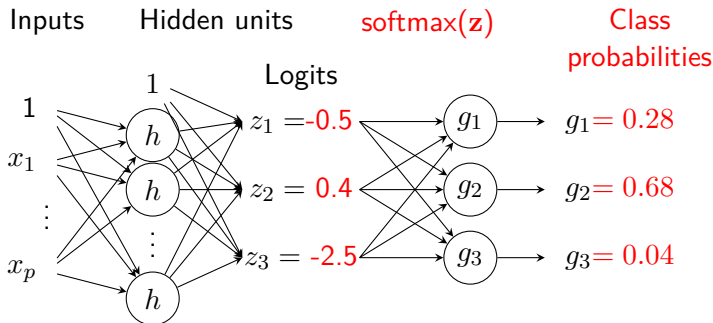 Inputs Hidden units softmax(z) Class
probabilities
Logits
1
1 h z₁ = -0.5 g₁ g₁ = 0.28
x₁
h z₂ = 0.4 g₂ g₂ = 0.68
⋮ ⋮
x_p z₃ = -2.5 g₃ g₃ = 0.04
h